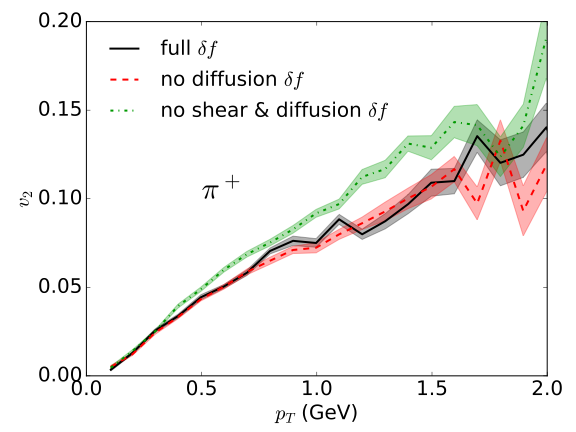 0.20
0.15
0.10
0.05
0.00
v₂
full δf
no diffusion δf
no shear & diffusion δf
π⁺
0.0 0.5 1.0 1.5 2.0
p_T (GeV)